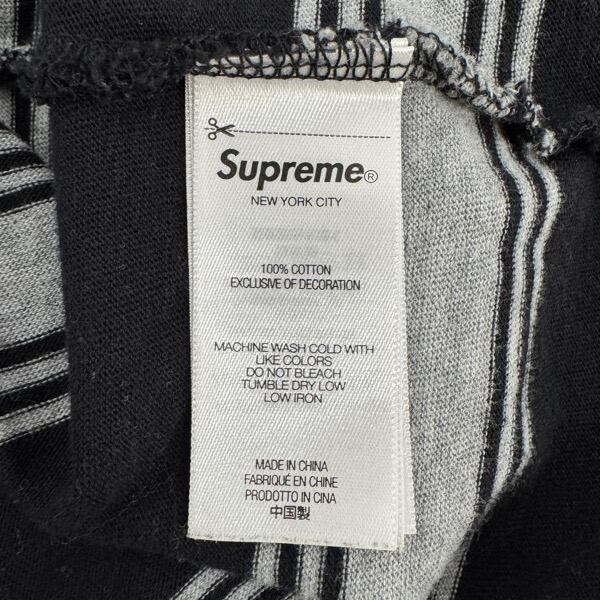 Supreme®
NEW YORK CITY
100% COTTON
EXCLUSIVE OF DECORATION
MACHINE WASH COLD WITH
LIKE COLORS
DO NOT BLEACH
TUMBLE DRY LOW
LOW IRON
MADE IN CHINA
FABRIQUÉ EN CHINE
PRODOTTO IN CINA
中国製